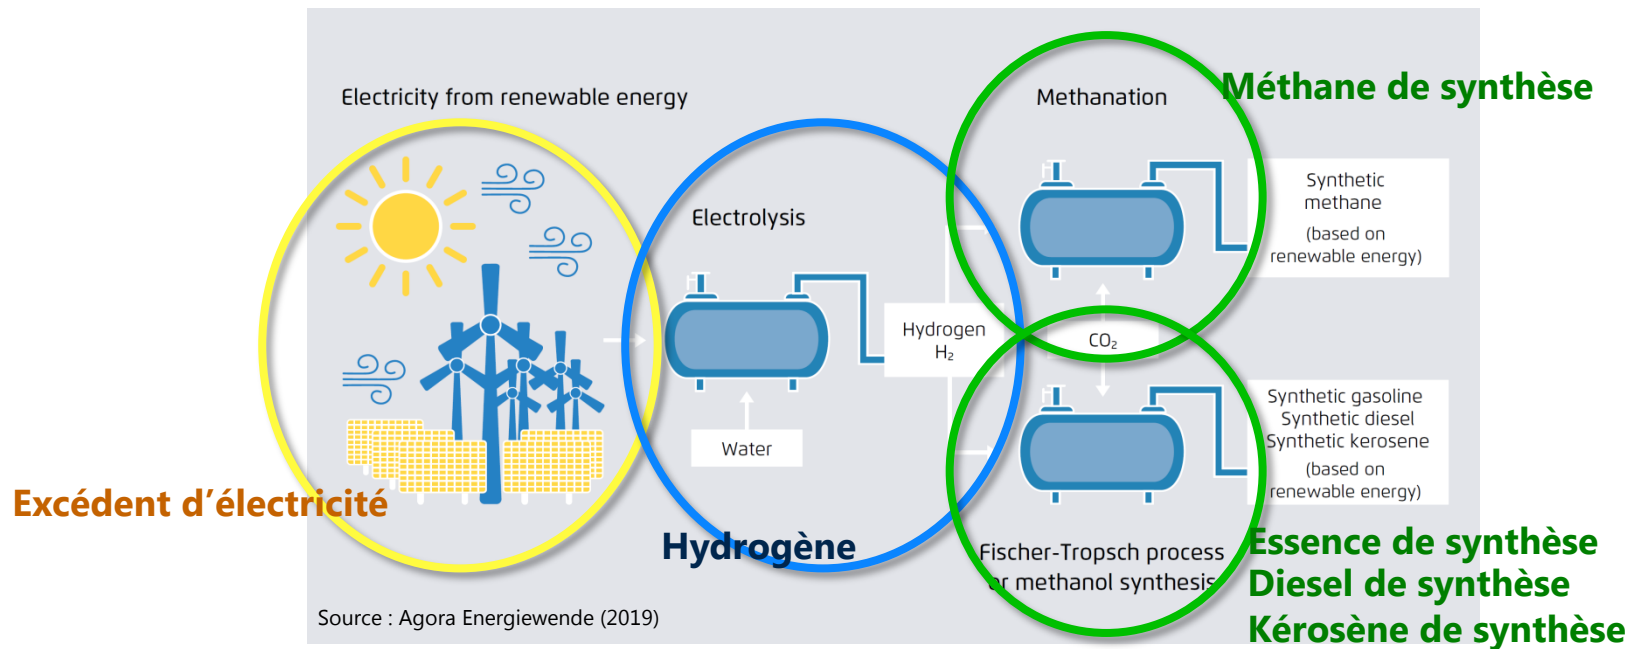 Electricity from renewable energy
Methanation
Méthane de synthèse
Synthetic
methane
(based on
renewable energy)
Electrolysis
Hydrogen
H₂
CO₂
Water
Synthetic gasoline
Synthetic diesel
Synthetic kerosene
(based on
renewable energy)
Excédent d’électricité
Hydrogène
Fischer-Tropsch process
or methanol synthesis
Essence de synthèse
Diesel de synthèse
Kérosène de synthèse
Source : Agora Energiewende (2019)